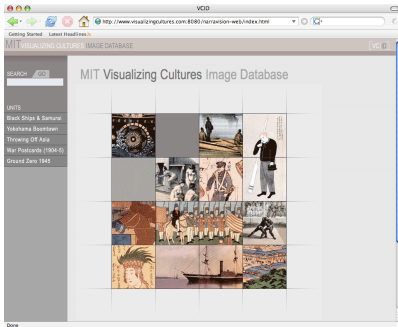 VCIO
http://www.visualizingcultures.com:8080/narravision-web/index.html
Getting Started Latest Headlines
MIT VISUALIZING CULTURES IMAGE DATABASE
SEARCH GO
MIT Visualizing Cultures Image Database
UNITS
Black Ships & Samurai
Yokohama Boomtown
Throwing Off Asia
War Postcards (1904-5)
Ground Zero 1945
Done